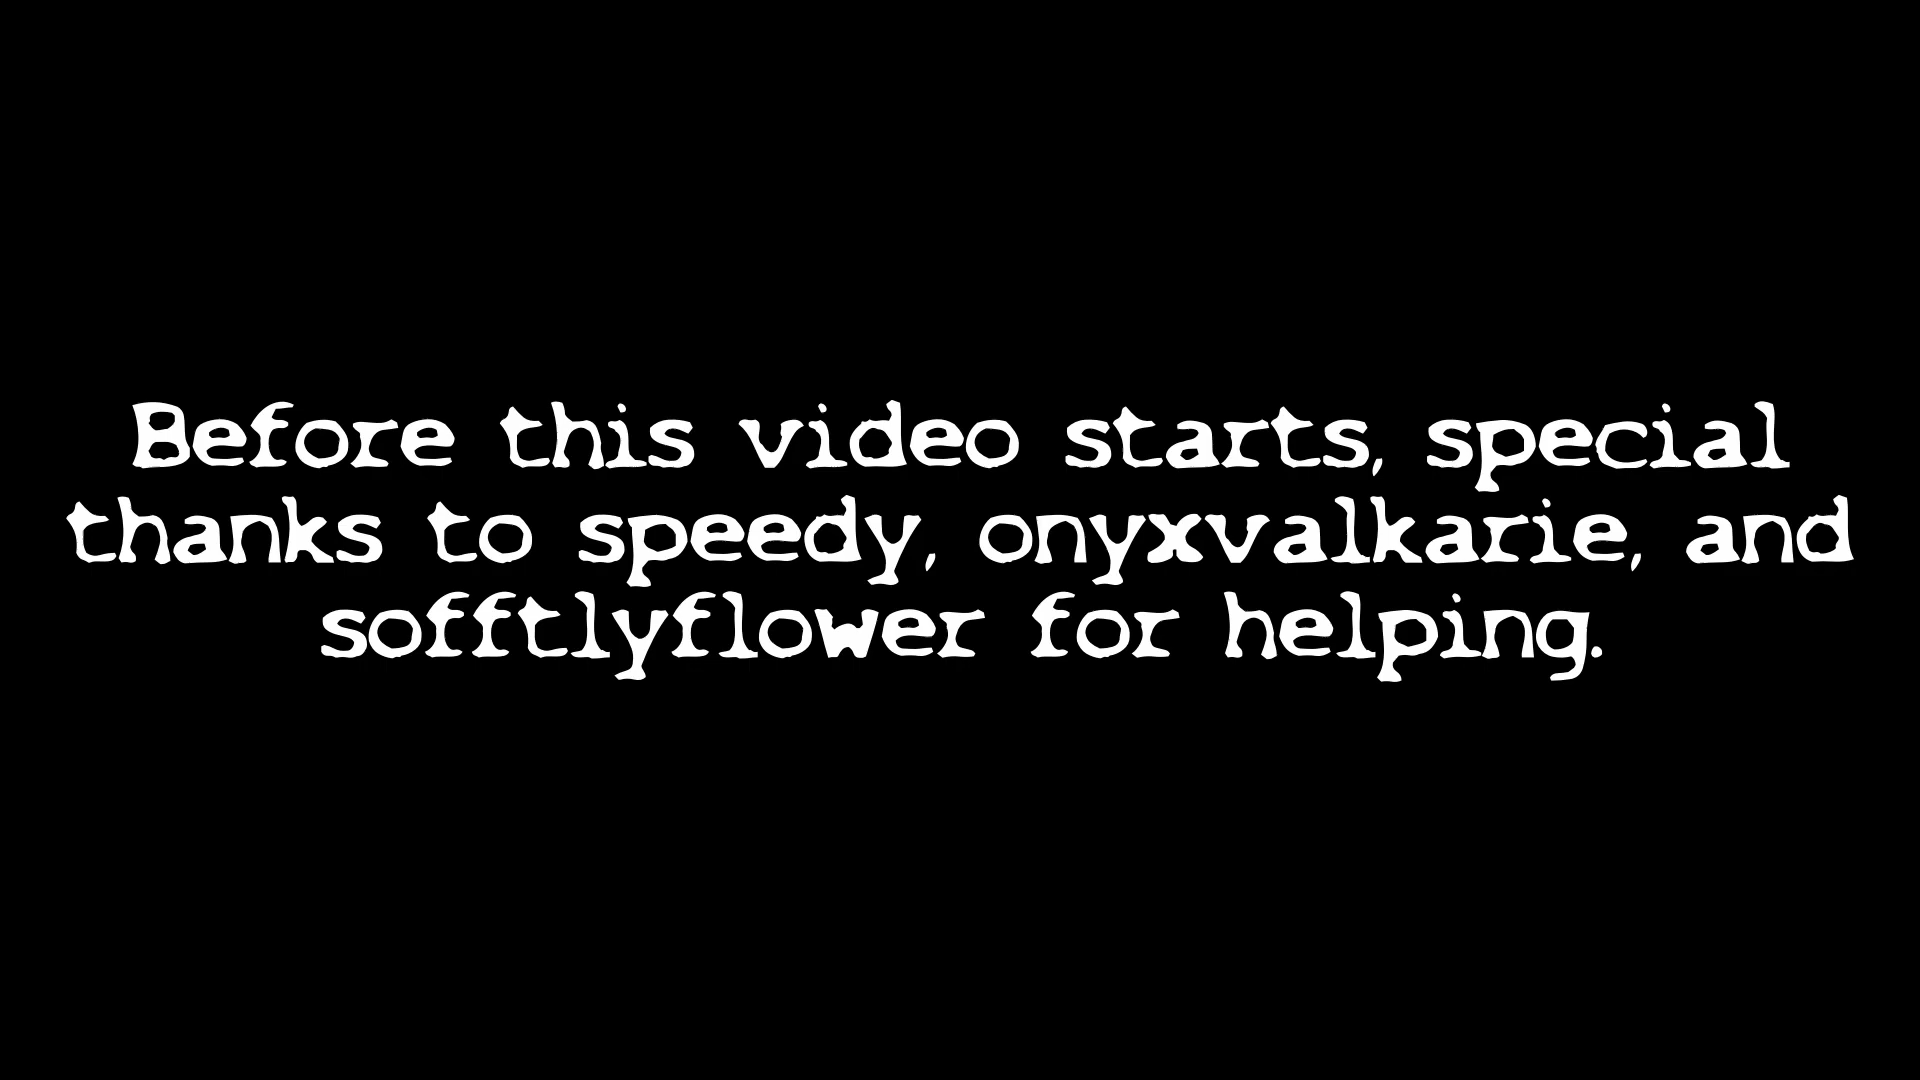 Before this video starts, special
thanks to speedy, onyxvalkarie, and
sofftlyflower for helping.